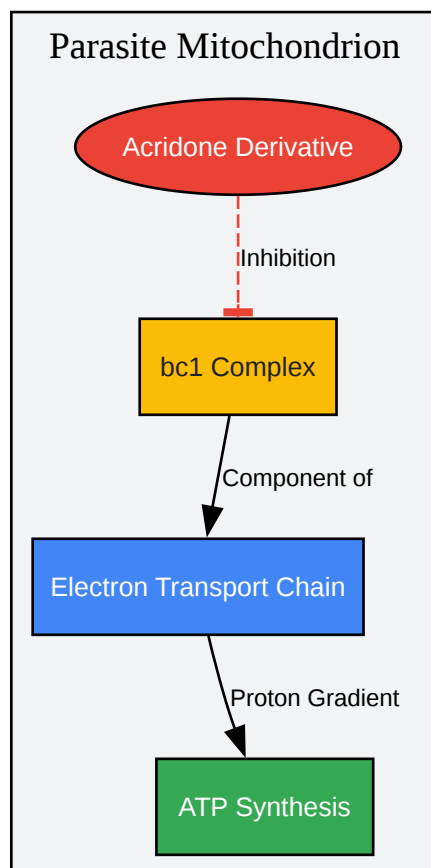 Parasite Mitochondrion
Acridone Derivative
Inhibition
bc1 Complex
Component of
Electron Transport Chain
Proton Gradient
ATP Synthesis